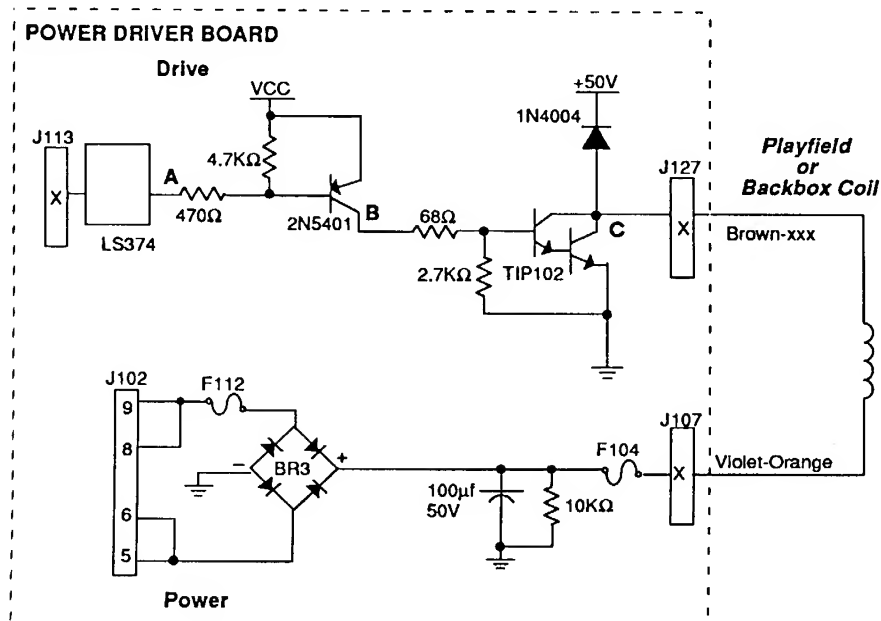 POWER DRIVER BOARD
Drive
VCC
+50V
1N4004
J113
4.7KΩ
J127
Playfield
or
Backbox Coil
A
X
470Ω
2N5401
B
68Ω
C
X
LS374
Brown-xxx
2.7KΩ
TIP102
J102
F112
J107
9
8
BR3
-
+
F104
X
Violet-Orange
100µf
50V
10KΩ
6
5
Power